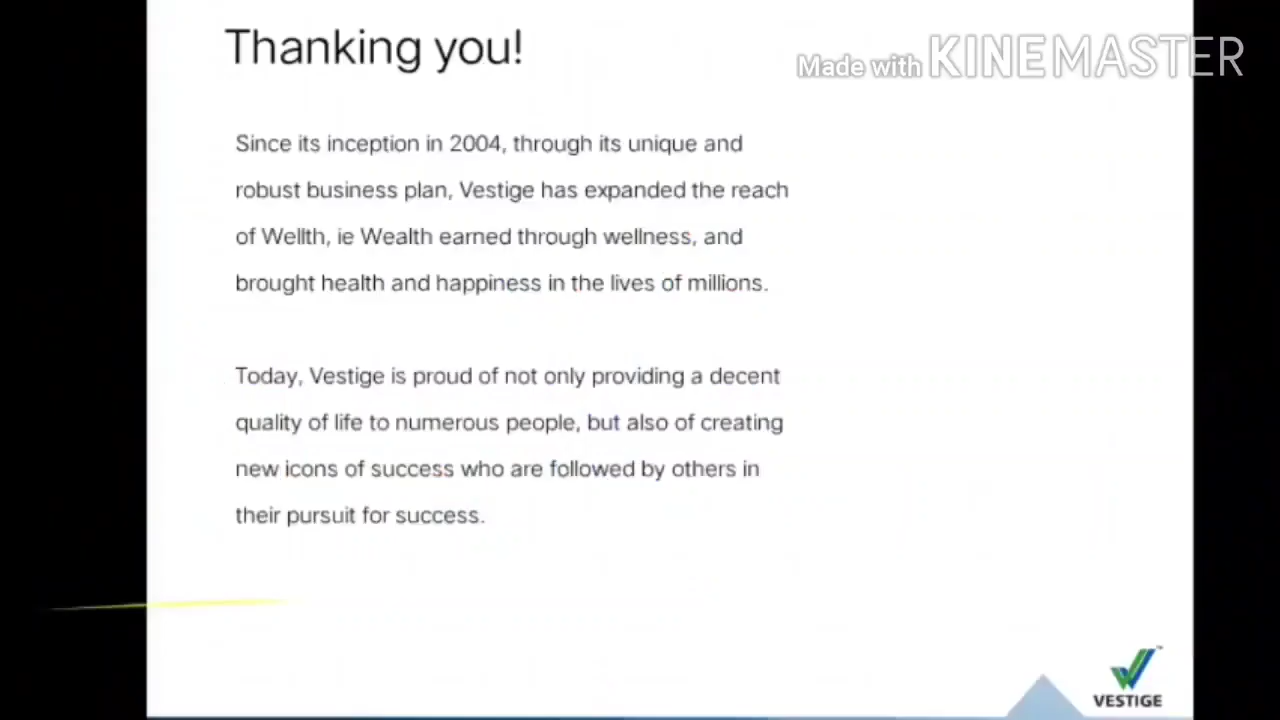 Thanking you!
Made with KINEMASTER
Since its inception in 2004, through its unique and
robust business plan, Vestige has expanded the reach
of Wellth, ie Wealth earned through wellness, and
brought health and happiness in the lives of millions.
Today, Vestige is proud of not only providing a decent
quality of life to numerous people, but also of creating
new icons of success who are followed by others in
their pursuit for success.
VESTIGE